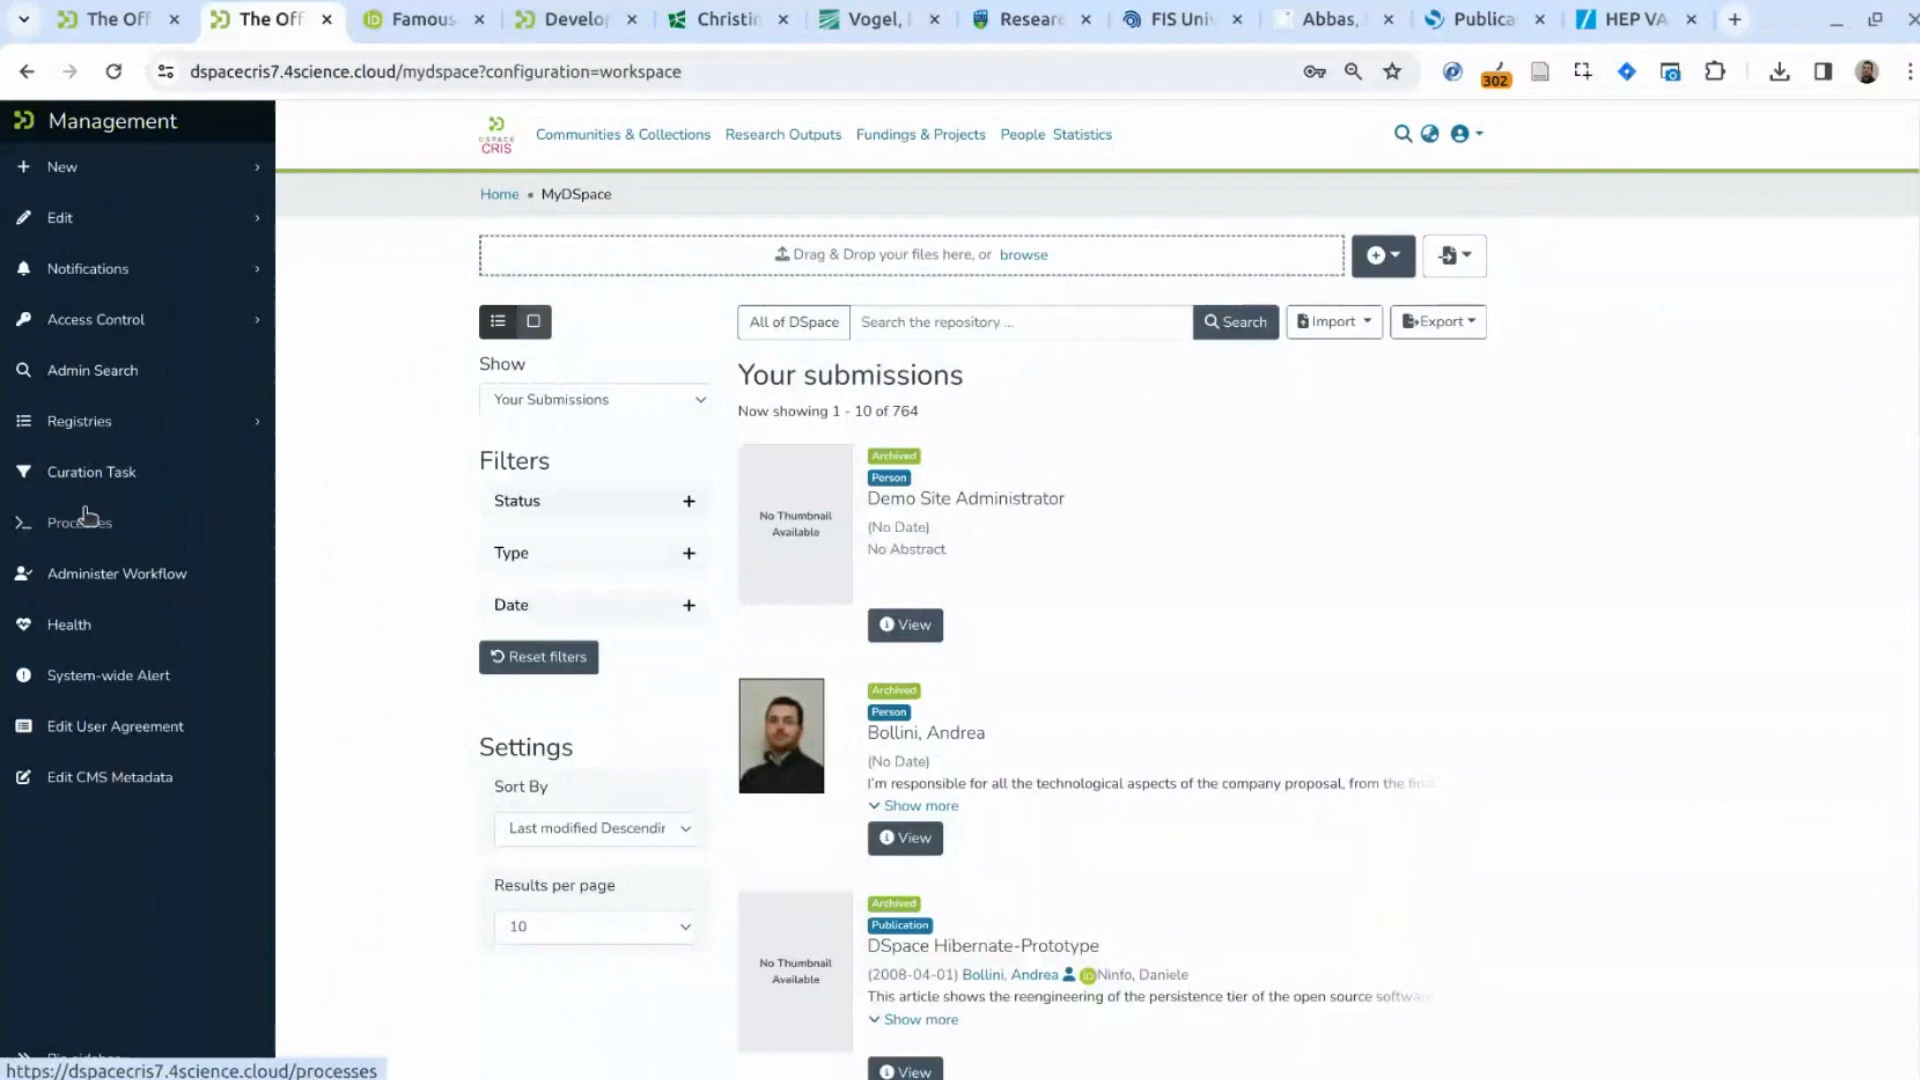 The Off
The Off
Famous
Develo
Christin
Vogel,
Resear
FIS Uni
Abbas,
Publica
HEP VA
dspacecris7.4science.cloud/mydspace?configuration=workspace
302
Management
New
Edit
Notifications
Access Control
Admin Search
Registries
Curation Task
Processes
Administer Workflow
Health
System-wide Alert
Edit User Agreement
Edit CMS Metadata
https://dspacecris7.4science.cloud/processes
DSPACE
CRIS
Communities & Collections
Research Outputs
Fundings & Projects
People
Statistics
Home • MyDSpace
Drag & Drop your files here, or browse
Show
Your Submissions
Filters
Status
Type
Date
Reset filters
Settings
Sort By
Last modified Descendin
Results per page
10
All of DSpace
Search the repository ...
Search
Import
Export
Your submissions
Now showing 1 - 10 of 764
No Thumbnail
Available
Archived
Person
Demo Site Administrator
(No Date)
No Abstract
View
Archived
Person
Bollini, Andrea
(No Date)
I'm responsible for all the technological aspects of the company proposal, from the
Show more
View
No Thumbnail
Available
Archived
Publication
DSpace Hibernate-Prototype
(2008-04-01) Bollini, Andrea iD Ninfo, Daniele
This article shows the reengineering of the persistence tier of the open source software
Show more
View